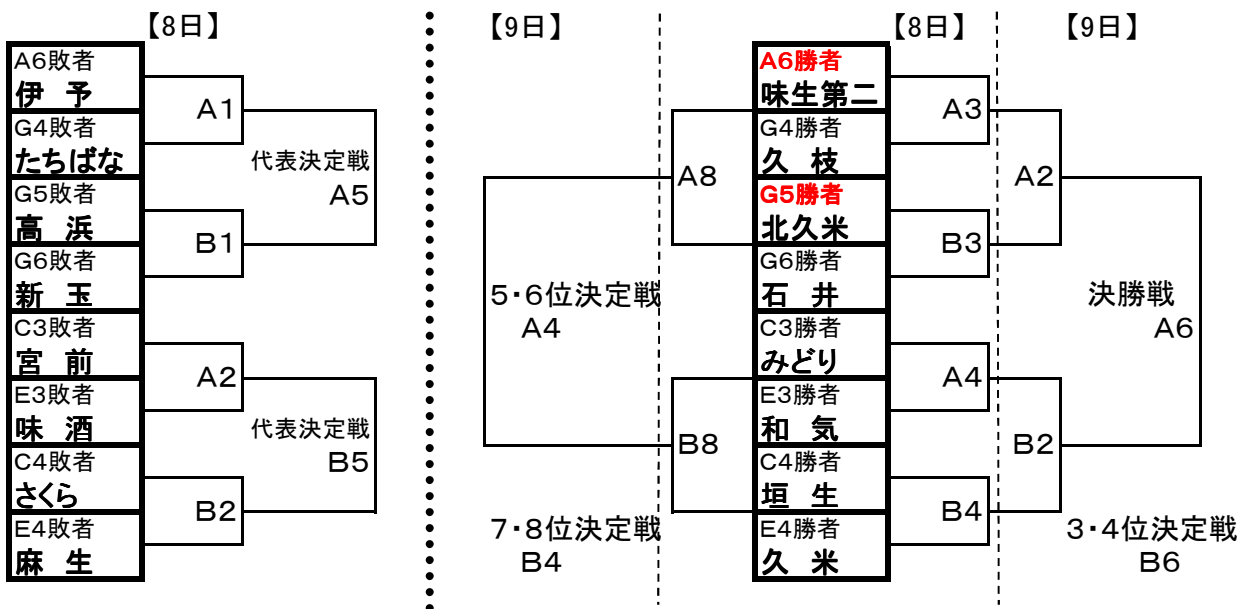 【8日】
A6敗者
伊 予
G4敗者
たちばな
G5敗者
高 浜
G6敗者
新 玉
C3敗者
宮 前
E3敗者
味 酒
C4敗者
さくら
E4敗者
麻 生
A1
B1
A2
B2
代表決定戦
A5
代表決定戦
B5
【9日】
5・6位決定戦
A4
7・8位決定戦
B4
A8
B8
【8日】
A6勝者
味生第二
G4勝者
久 枝
G5勝者
北久米
G6勝者
石 井
C3勝者
みどり
E3勝者
和 気
C4勝者
垣 生
E4勝者
久 米
A3
B3
A4
B4
【9日】
A2
B2
決勝戦
A6
3・4位決定戦
B6